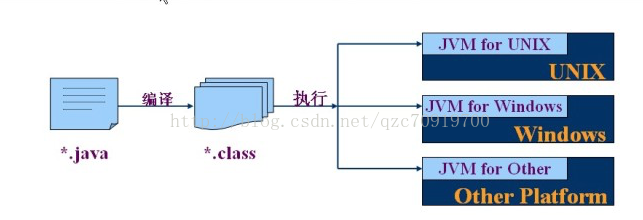 JVM for UNIX
UNIX
编译
执行
JVM for Windows
http://blog.csdn.net/qzc70919700
Windows
*.java
*.class
JVM for Other
Other Platform